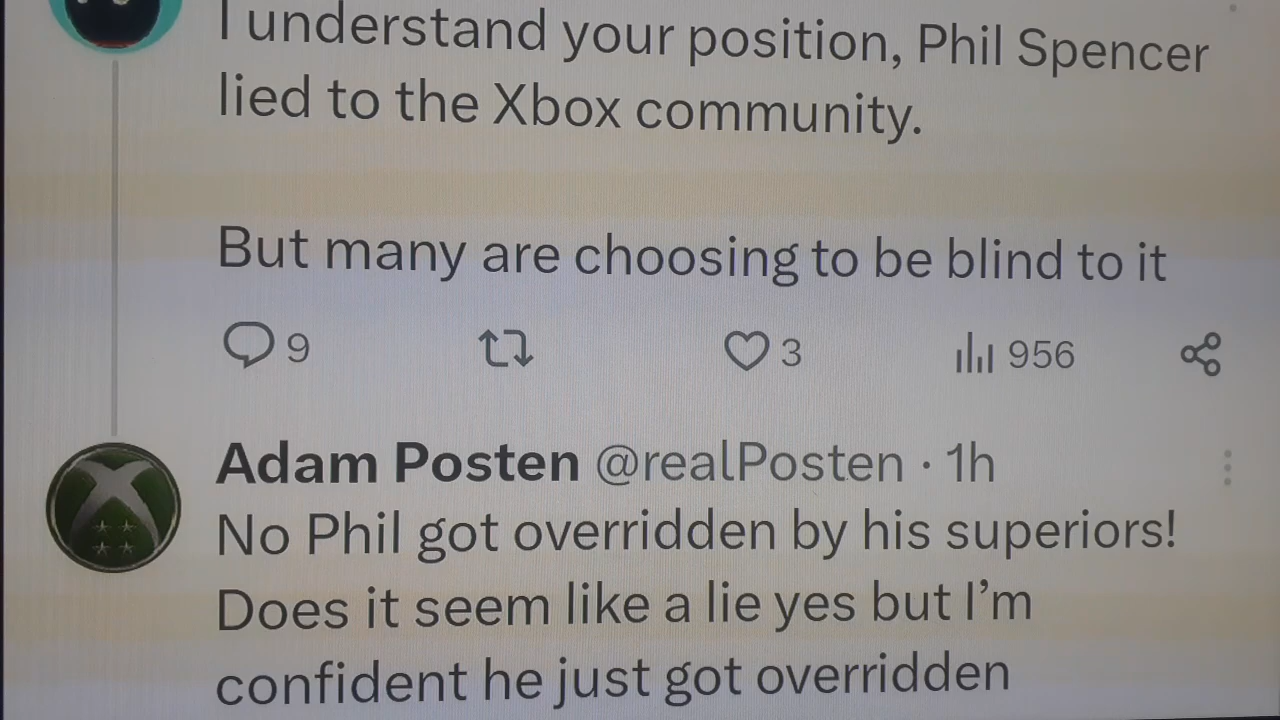 I understand your position, Phil Spencer
lied to the Xbox community.
But many are choosing to be blind to it
9
3
956
Adam Posten @realPosten · 1h
No Phil got overridden by his superiors!
Does it seem like a lie yes but I'm
confident he just got overridden